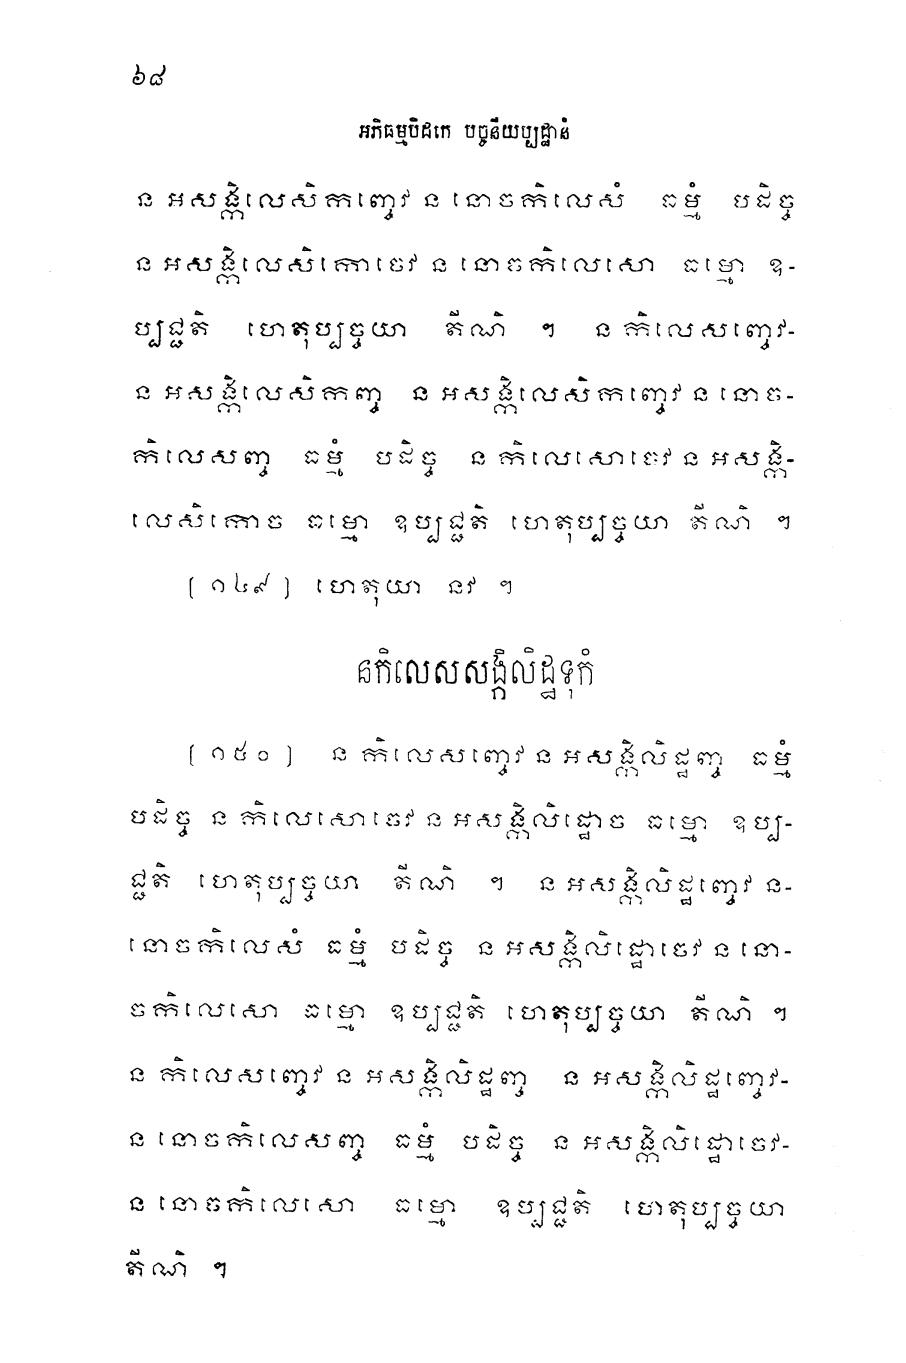 ៦៨
អភិធម្មបិដកេ បច្ចនីយប្បដ្ឋានំ
ន អសង្កិលេសិកញ្ចេវ ន នោចកិលេសំ ធម្មំ បដិច្ច
ន អសង្កិលេសិកោចេវ ន នោចកិលេសោ ធម្មោ ឧ-
ប្បជ្ជតិ ហេតុប្បច្ចយា តីណិ ។ ន កិលេសញ្ចេវ-
ន អសង្កិលេសិកញ្ច ន អសង្កិលេសិកញ្ចេវ ន នោច-
កិលេសញ្ច ធម្មំ បដិច្ច ន កិលេសោចេវ ន អសង្កិ-
លេសិកោច ធម្មោ ឧប្បជ្ជតិ ហេតុប្បច្ចយា តីណិ ។
[ ១៤៩ ] ហេតុយា នវ ។
នកិលេសសង្កិលិដ្ឋទុកំ
[ ១៥០ ] ន កិលេសញ្ចេវ ន អសង្កិលិដ្ឋញ្ច ធម្មំ
បដិច្ច ន កិលេសោចេវ ន អសង្កិលិដ្ឋោច ធម្មោ ឧប្ប-
ជ្ជតិ ហេតុប្បច្ចយា តីណិ ។ ន អសង្កិលិដ្ឋញ្ចេវ ន-
នោចកិលេសំ ធម្មំ បដិច្ច ន អសង្កិលិដ្ឋោចេវ ន នោ-
ចកិលេសោ ធម្មោ ឧប្បជ្ជតិ ហេតុប្បច្ចយា តីណិ ។
ន កិលេសញ្ចេវ ន អសង្កិលិដ្ឋញ្ច ន អសង្កិលិដ្ឋញ្ចេវ-
ន នោចកិលេសញ្ច ធម្មំ បដិច្ច ន អសង្កិលិដ្ឋោចេវ-
ន នោចកិលេសោ ធម្មោ ឧប្បជ្ជតិ ហេតុប្បច្ចយា
តីណិ ។